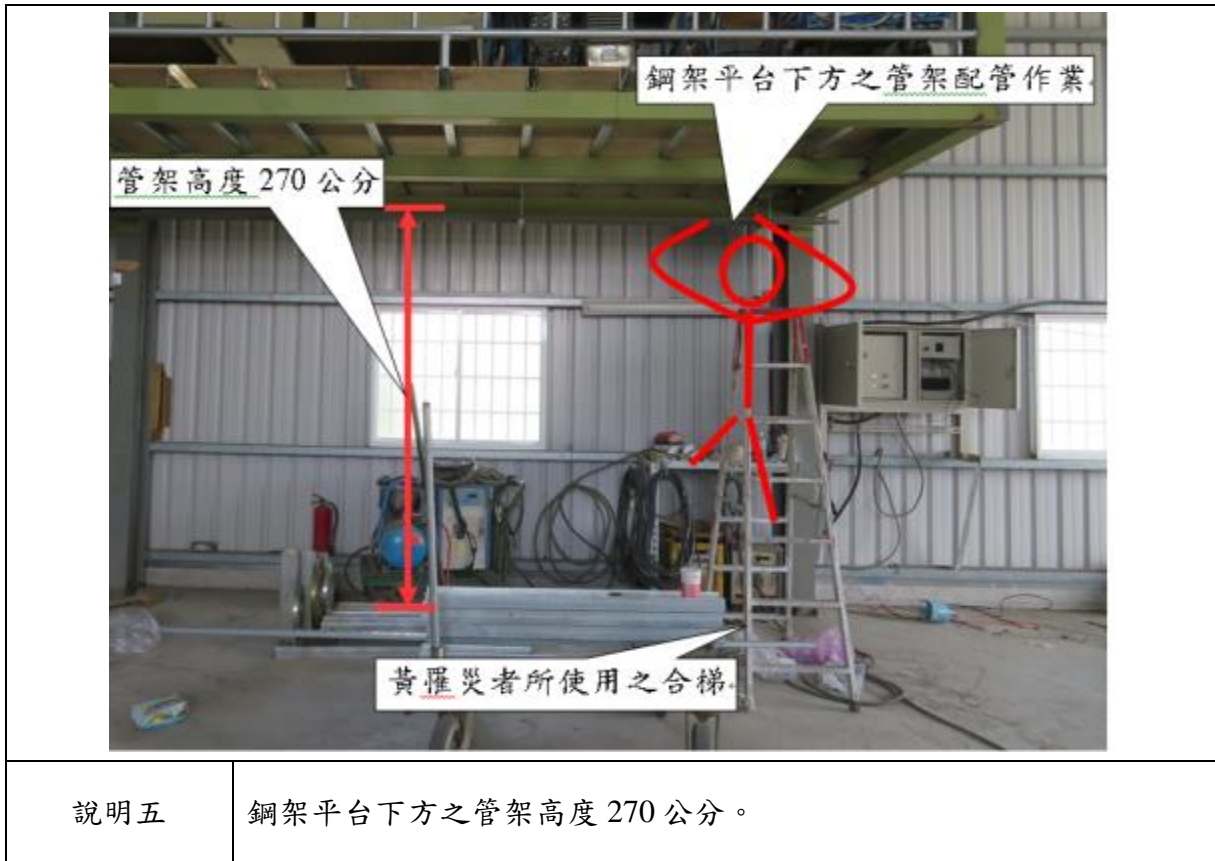 鋼架平台下方之管架配管作業
管架高度 270 公分
黃罹災者所使用之合梯
說明五
鋼架平台下方之管架高度 270 公分。